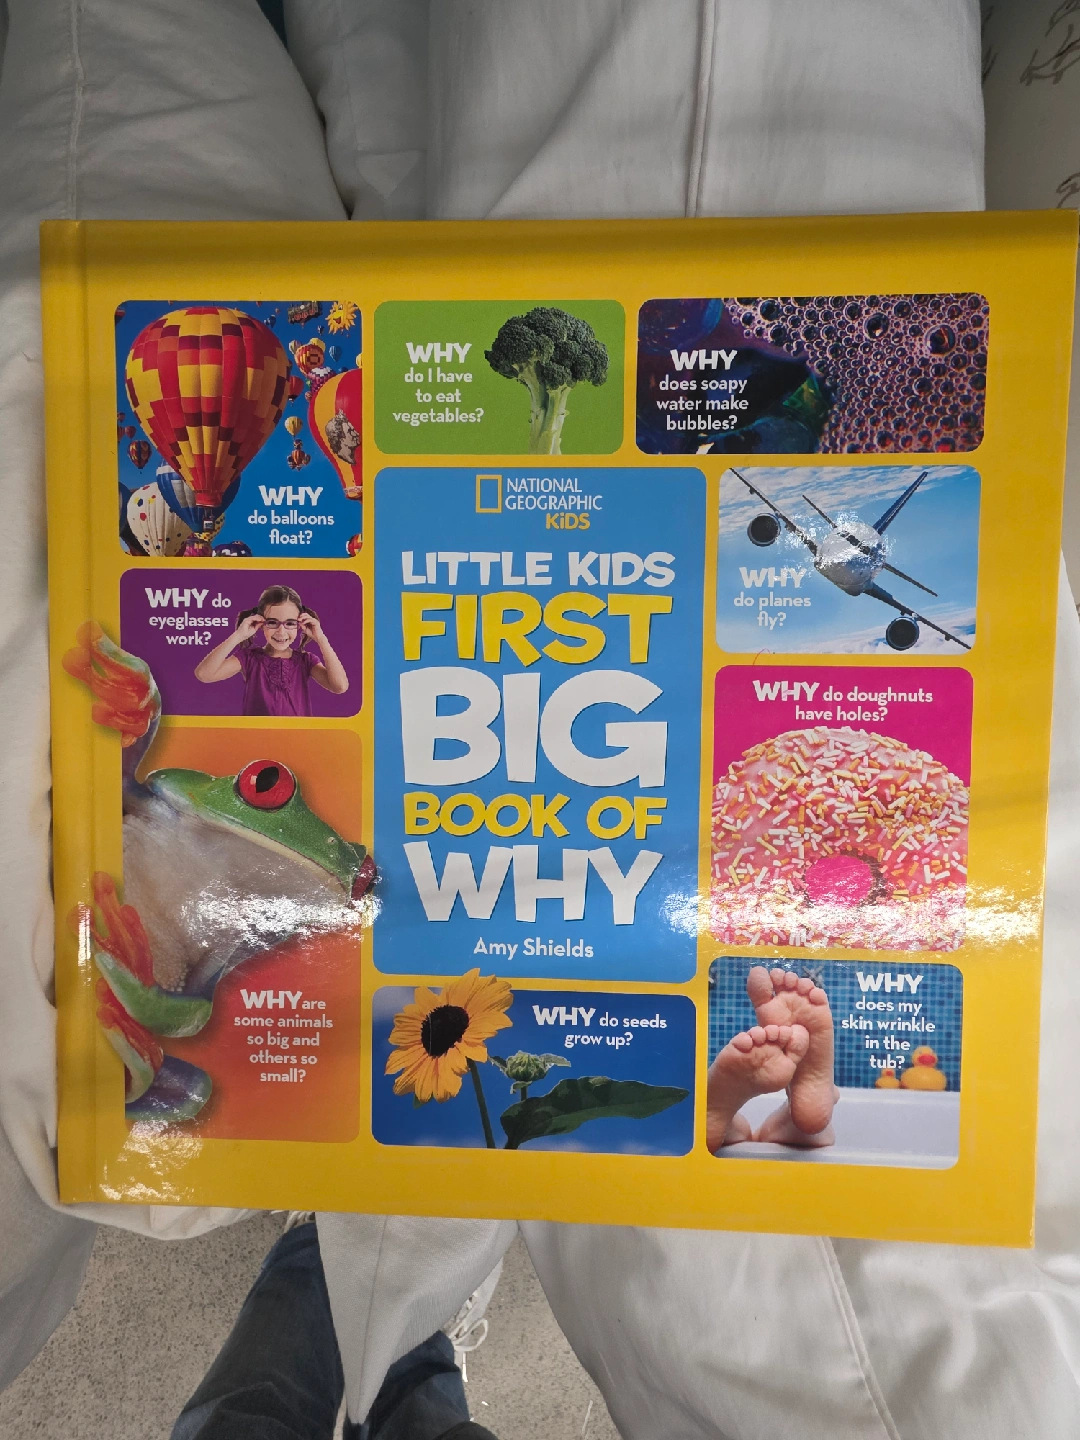 WHY
do balloons
float?
WHY
do I have
to eat
vegetables?
WHY
does soapy
water make
bubbles?
NATIONAL
GEOGRAPHIC
KiDS
LITTLE KIDS
FIRST
BIG
BOOK OF
WHY
Amy Shields
WHY
do planes
fly?
WHY do
eyeglasses
work?
WHY do doughnuts
have holes?
WHY are
some animals
so big and
others so
small?
WHY do seeds
grow up?
WHY
does my
skin wrinkle
in the
tub?